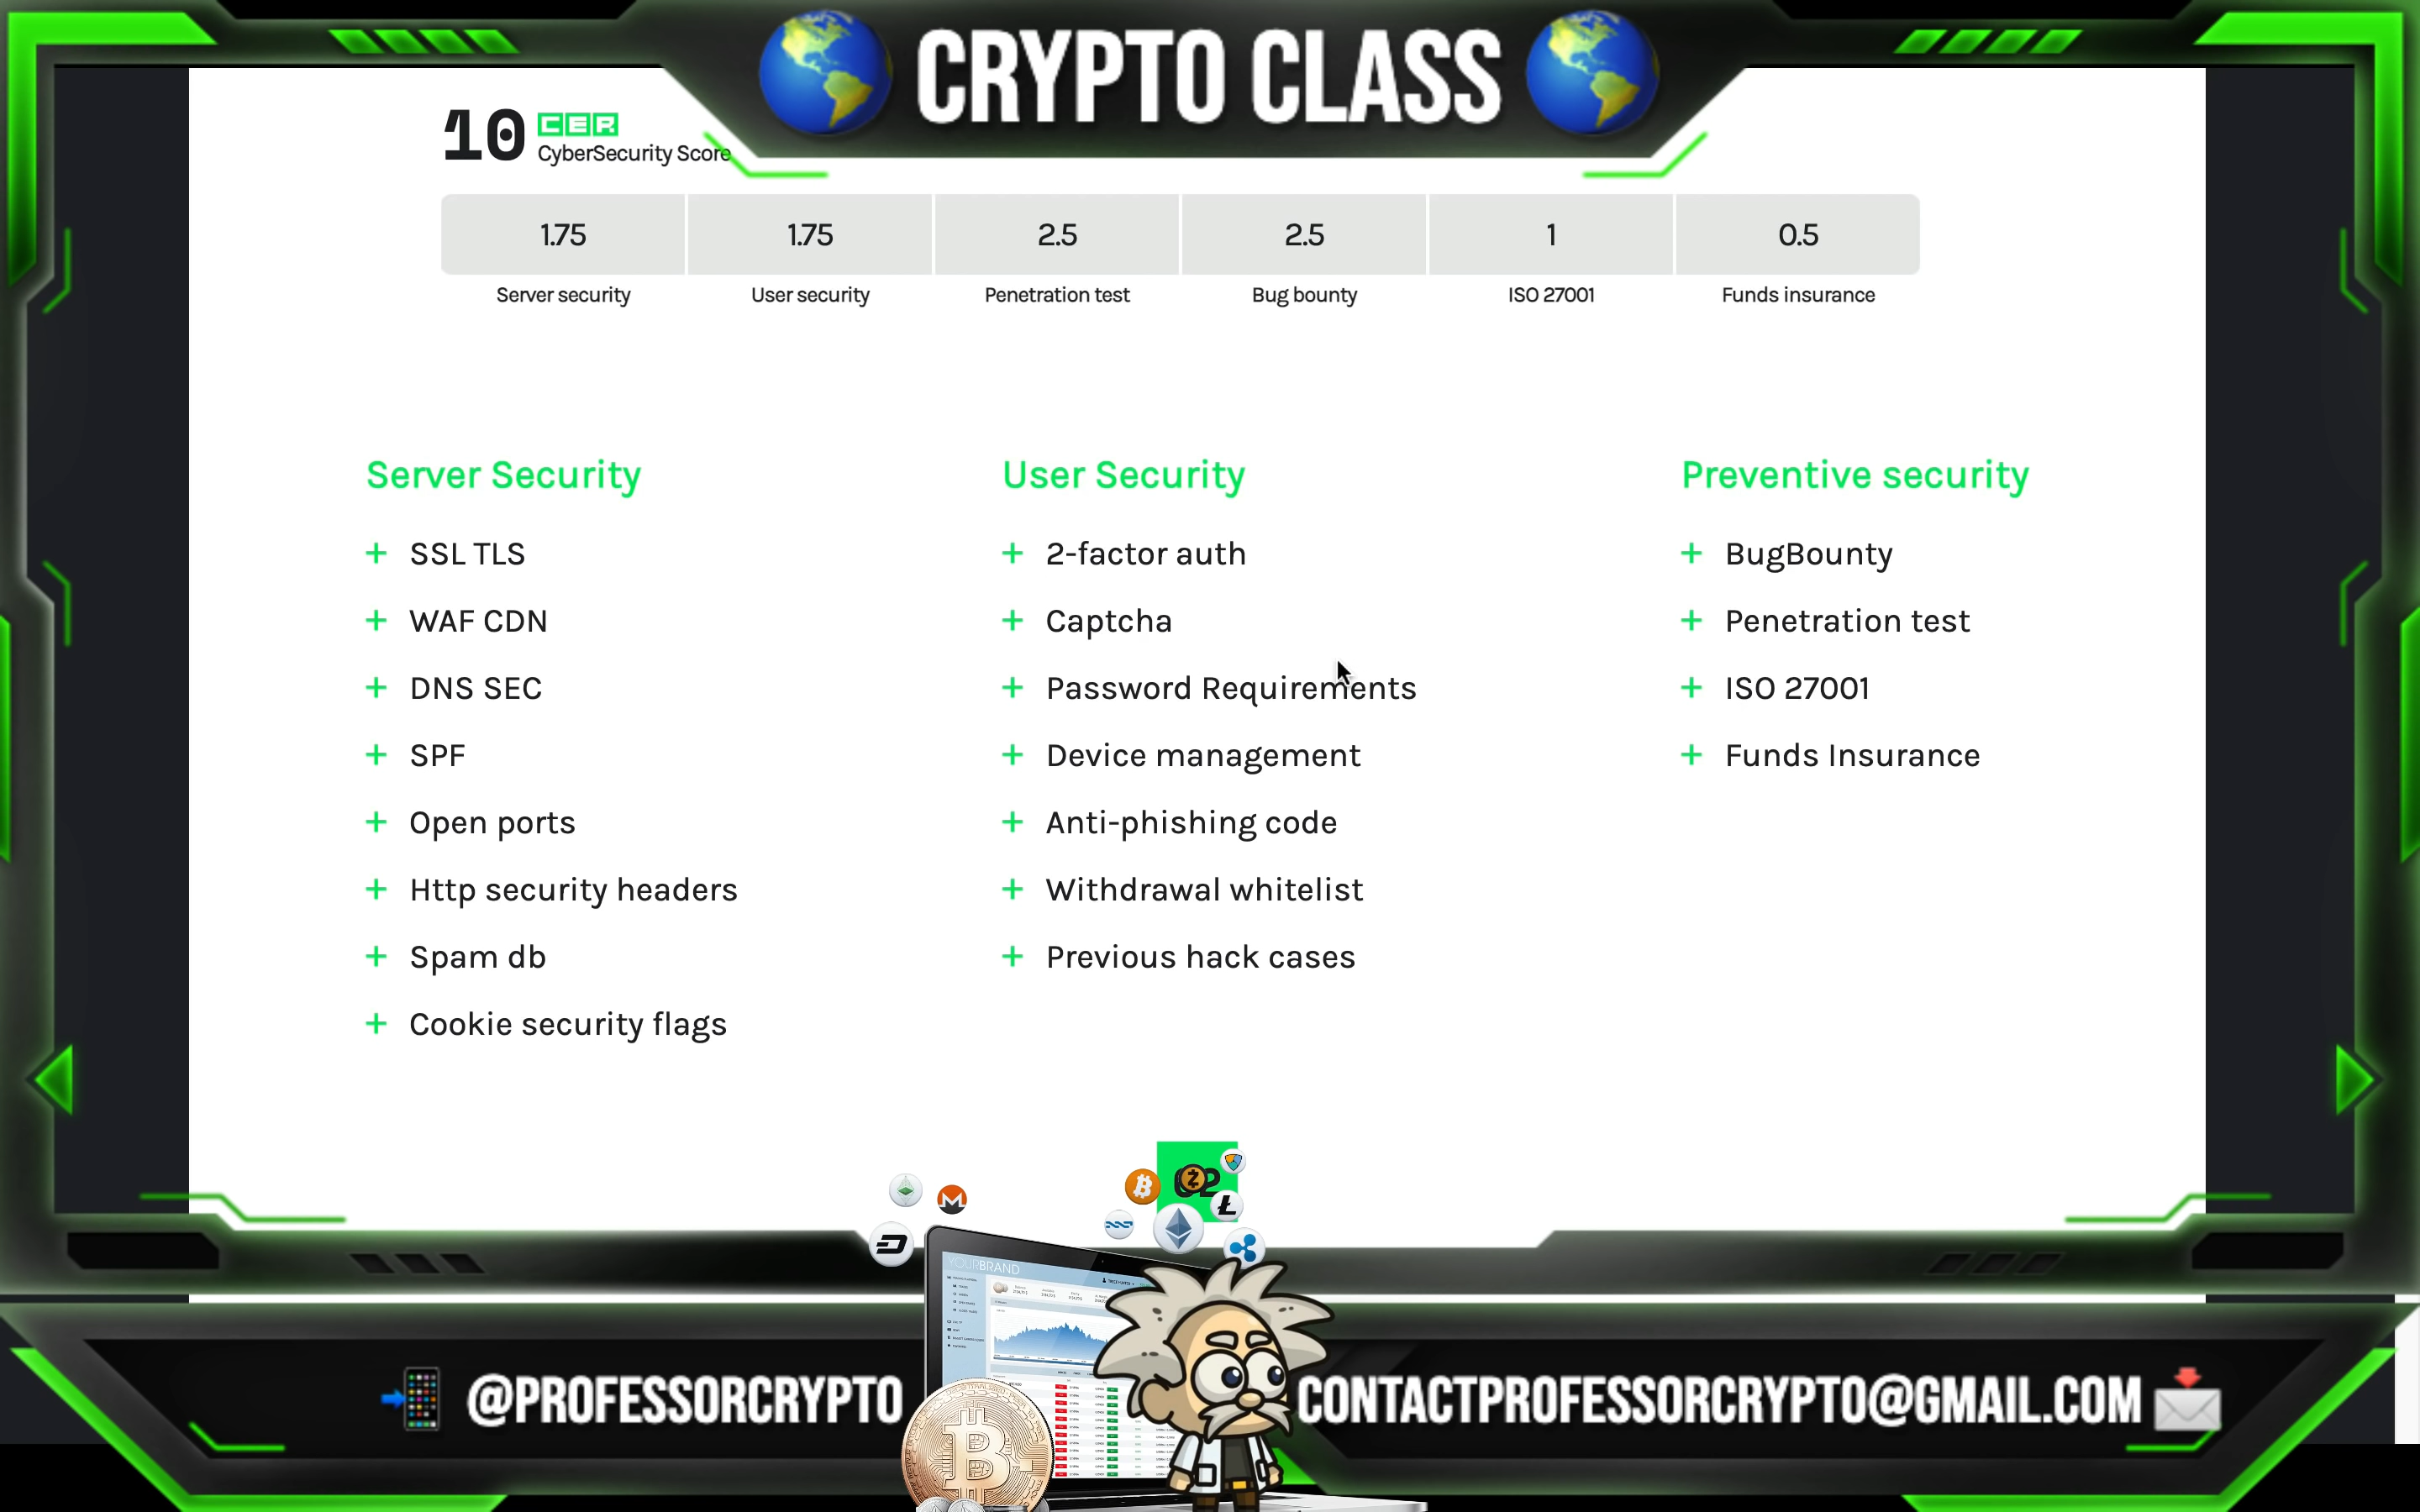 CRYPTO CLASS
10 CER
CyberSecurity Score
1.75 1.75 2.5 2.5 1 0.5
Server security User security Penetration test Bug bounty ISO 27001 Funds insurance
Server Security
+ SSL TLS
+ WAF CDN
+ DNS SEC
+ SPF
+ Open ports
+ Http security headers
+ Spam db
+ Cookie security flags
User Security
+ 2-factor auth
+ Captcha
+ Password Requirements
+ Device management
+ Anti-phishing code
+ Withdrawal whitelist
+ Previous hack cases
Preventive security
+ BugBounty
+ Penetration test
+ ISO 27001
+ Funds Insurance
YOURBRAND
@PROFESSORCRYPTO
CONTACTPROFESSORCRYPTO@GMAIL.COM